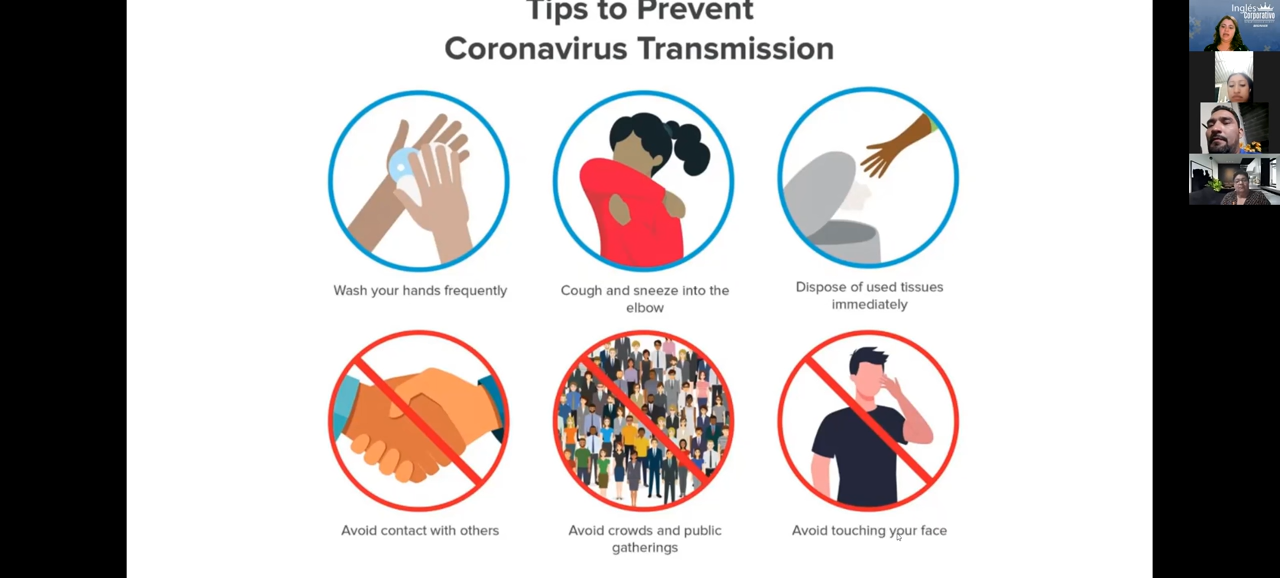 Tips to Prevent
Coronavirus Transmission
Wash your hands frequently
Cough and sneeze into the
elbow
Dispose of used tissues
immediately
Avoid contact with others
Avoid crowds and public
gatherings
Avoid touching your face
Inglés
Corporativo